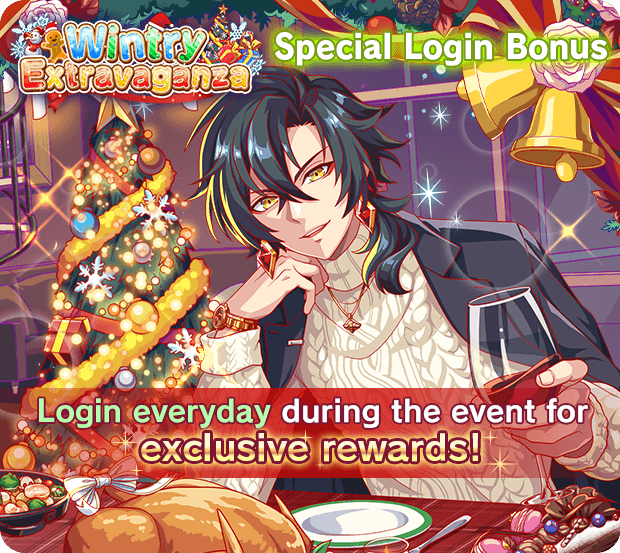 Wintry
Extravaganza
Special Login Bonus
Login everyday during the event for
exclusive rewards!